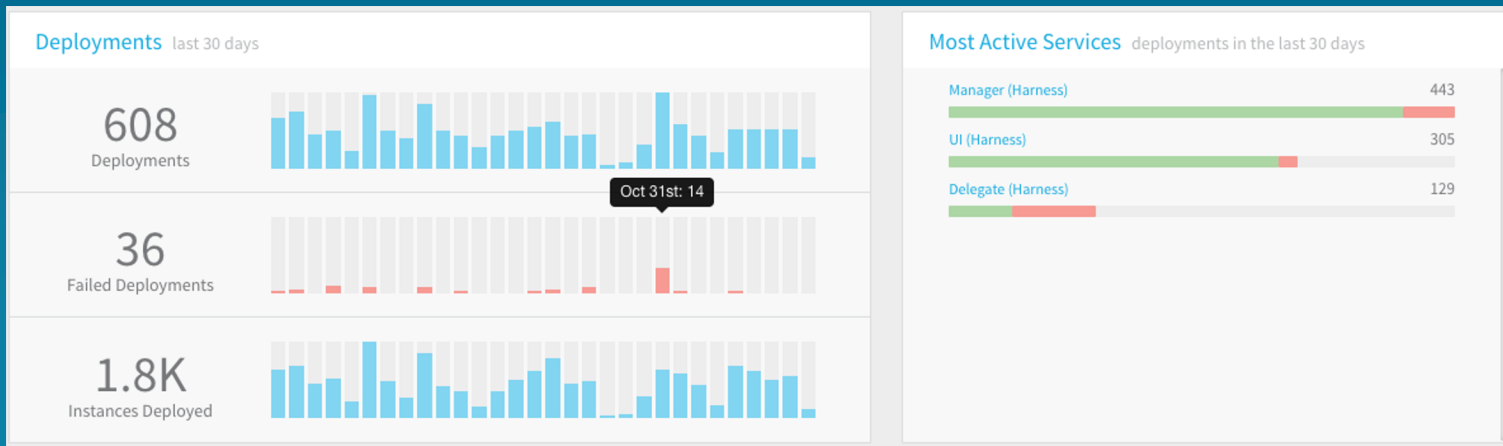 Deployments last 30 days
608
Deployments
Oct 31st: 14
36
Failed Deployments
1.8K
Instances Deployed
Most Active Services deployments in the last 30 days
Manager (Harness) 443
UI (Harness) 305
Delegate (Harness) 129